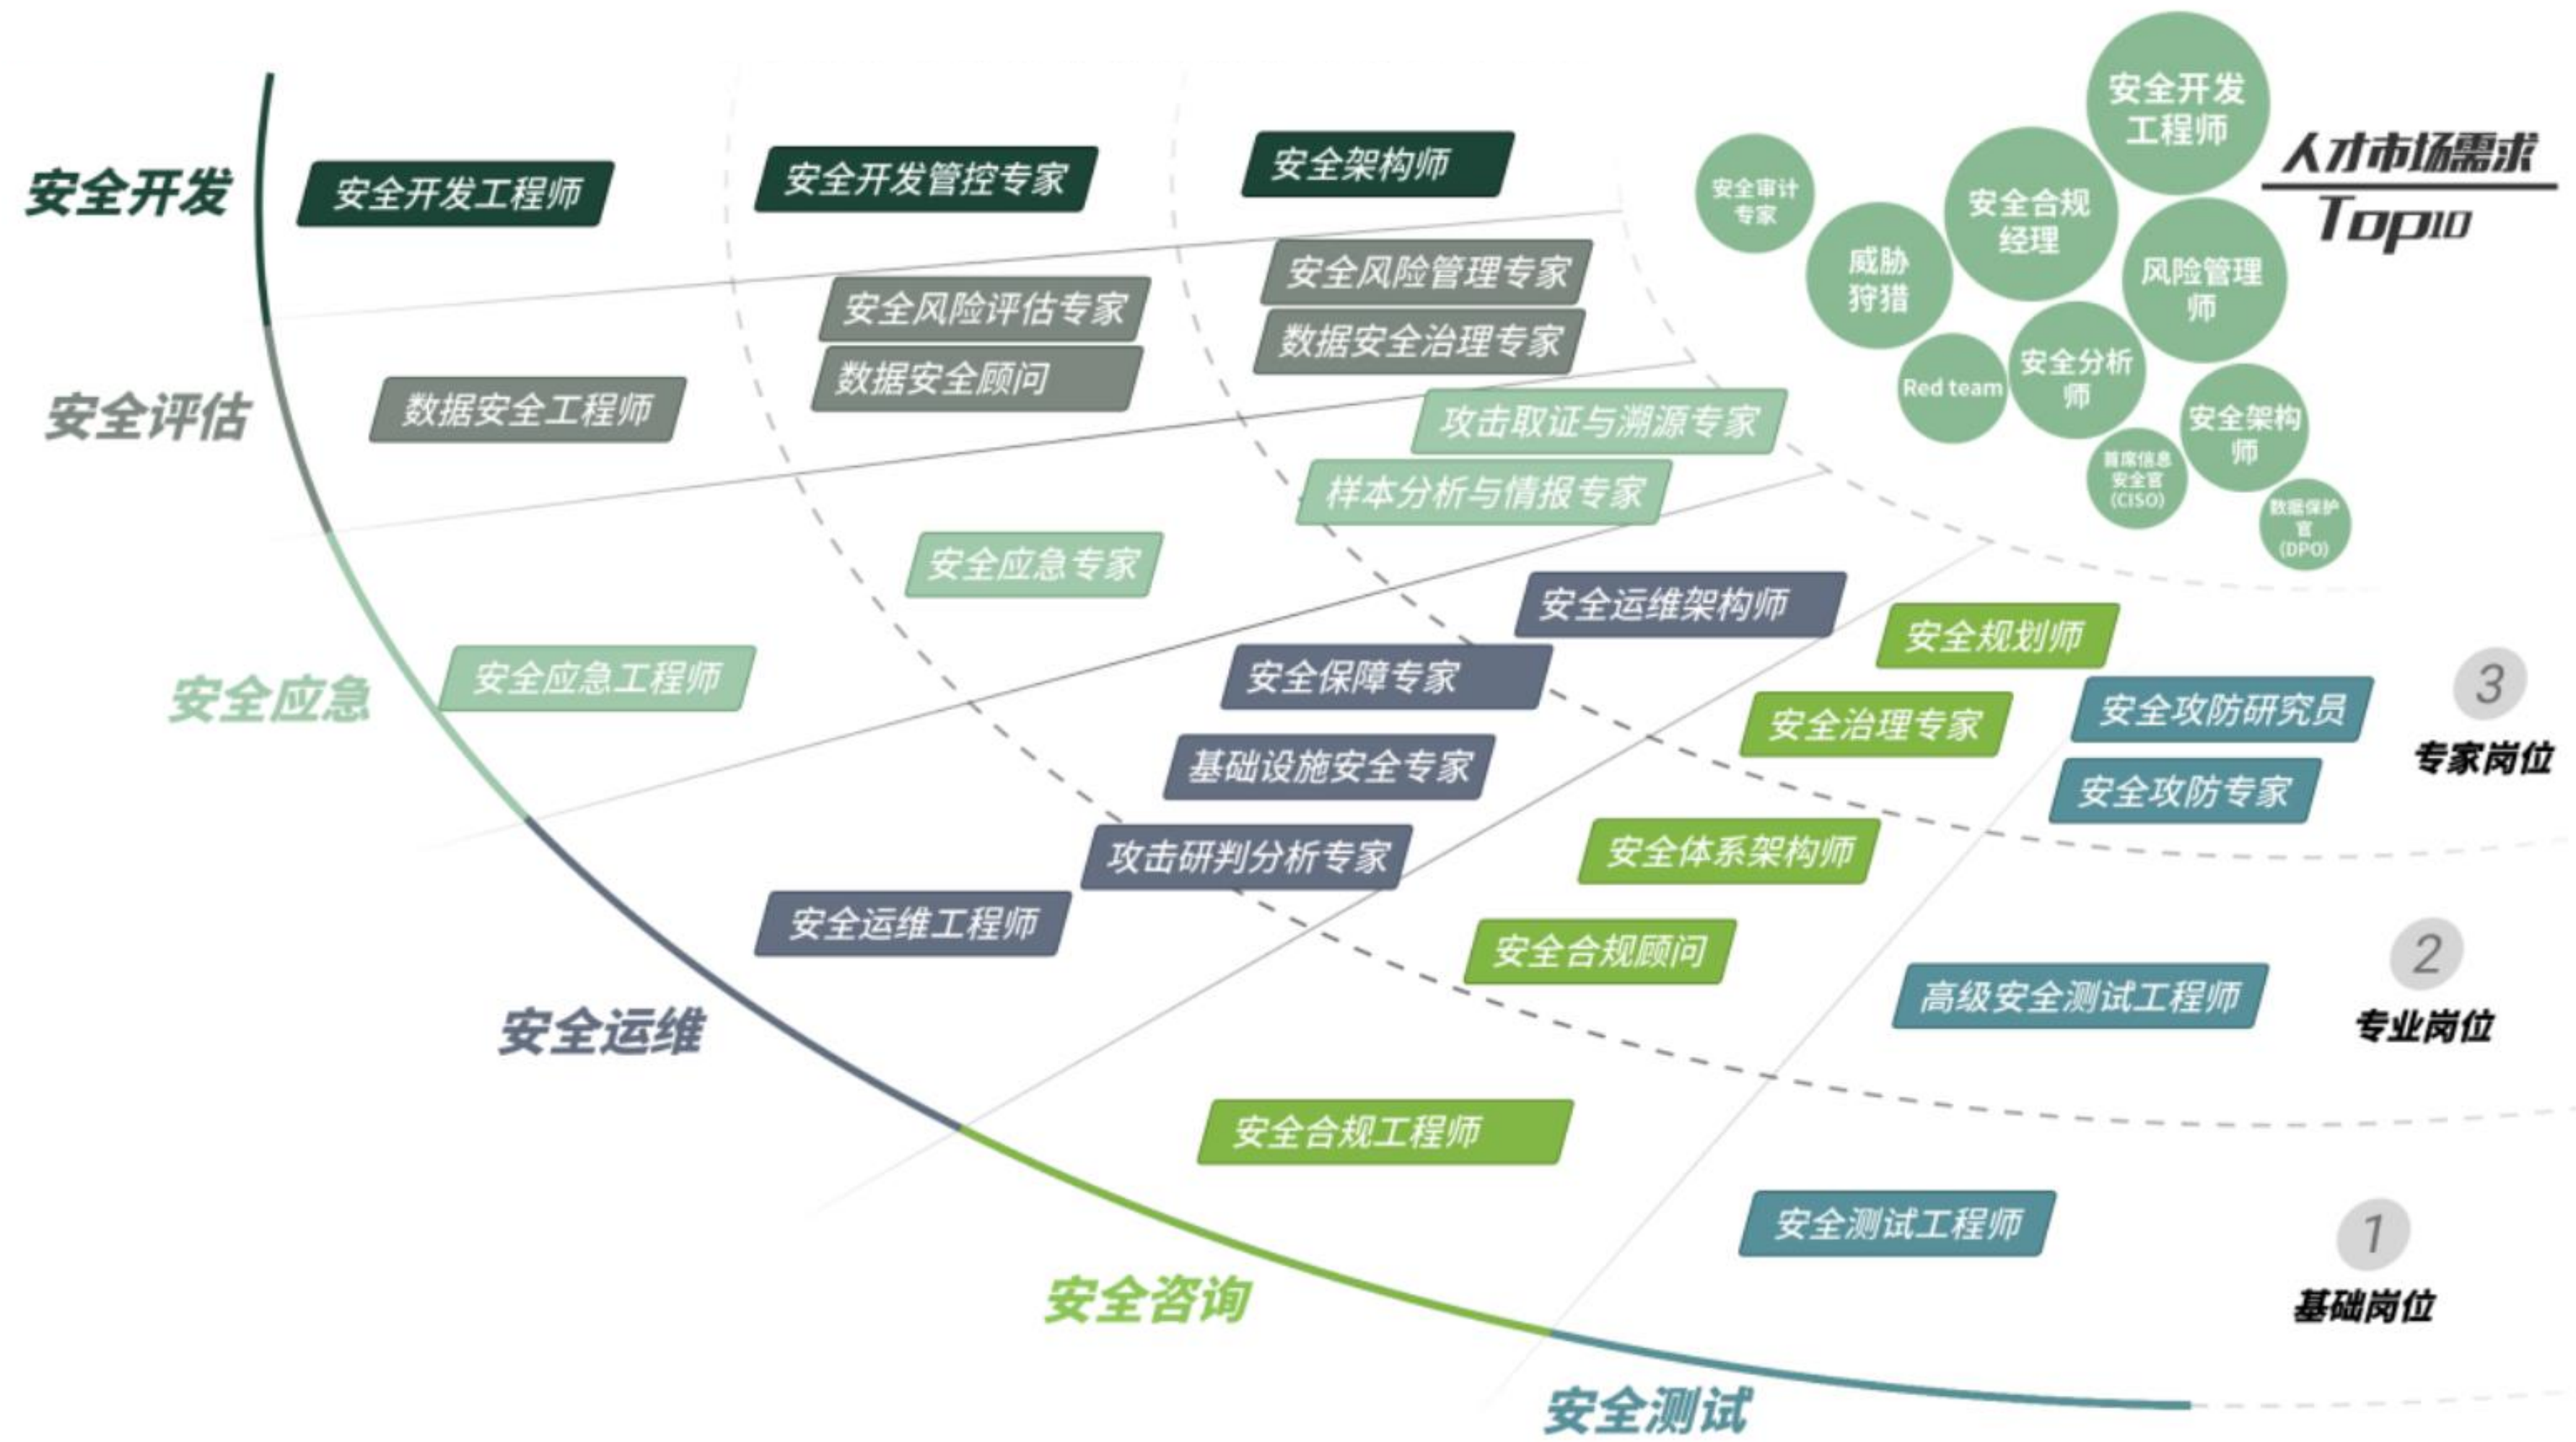 安全开发
安全开发工程师
安全开发管控专家
安全架构师
安全评估
数据安全工程师
安全风险评估专家
数据安全顾问
安全风险管理专家
数据安全治理专家
安全应急
安全应急工程师
安全应急专家
攻击取证与溯源专家
样本分析与情报专家
安全运维
安全运维工程师
攻击研判分析专家
基础设施安全专家
安全保障专家
安全运维架构师
安全咨询
安全合规工程师
安全合规顾问
安全体系架构师
安全治理专家
安全规划师
安全测试
安全测试工程师
高级安全测试工程师
安全攻防专家
安全攻防研究员
3
专家岗位
2
专业岗位
1
基础岗位
人才市场需求
Top10
安全开发
工程师
安全合规
经理
风险管理
师
威胁
狩猎
安全分析
师
安全架构
师
安全审计
专家
Red team
首席信息
安全官
(CISO)
数据保护
官
(DPO)